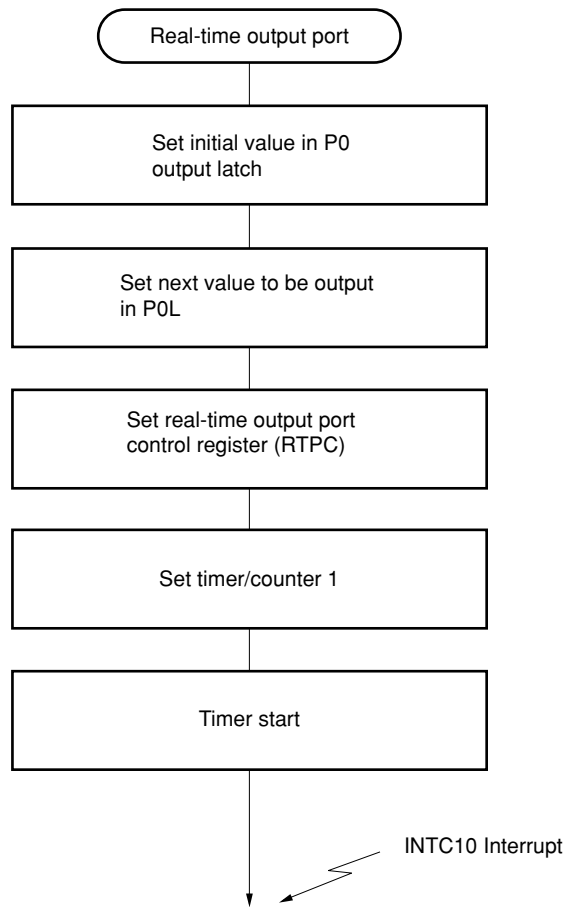 Real-time output port
Set initial value in P0
output latch
Set next value to be output
in P0L
Set real-time output port
control register (RTPC)
Set timer/counter 1
Timer start
INTC10 Interrupt